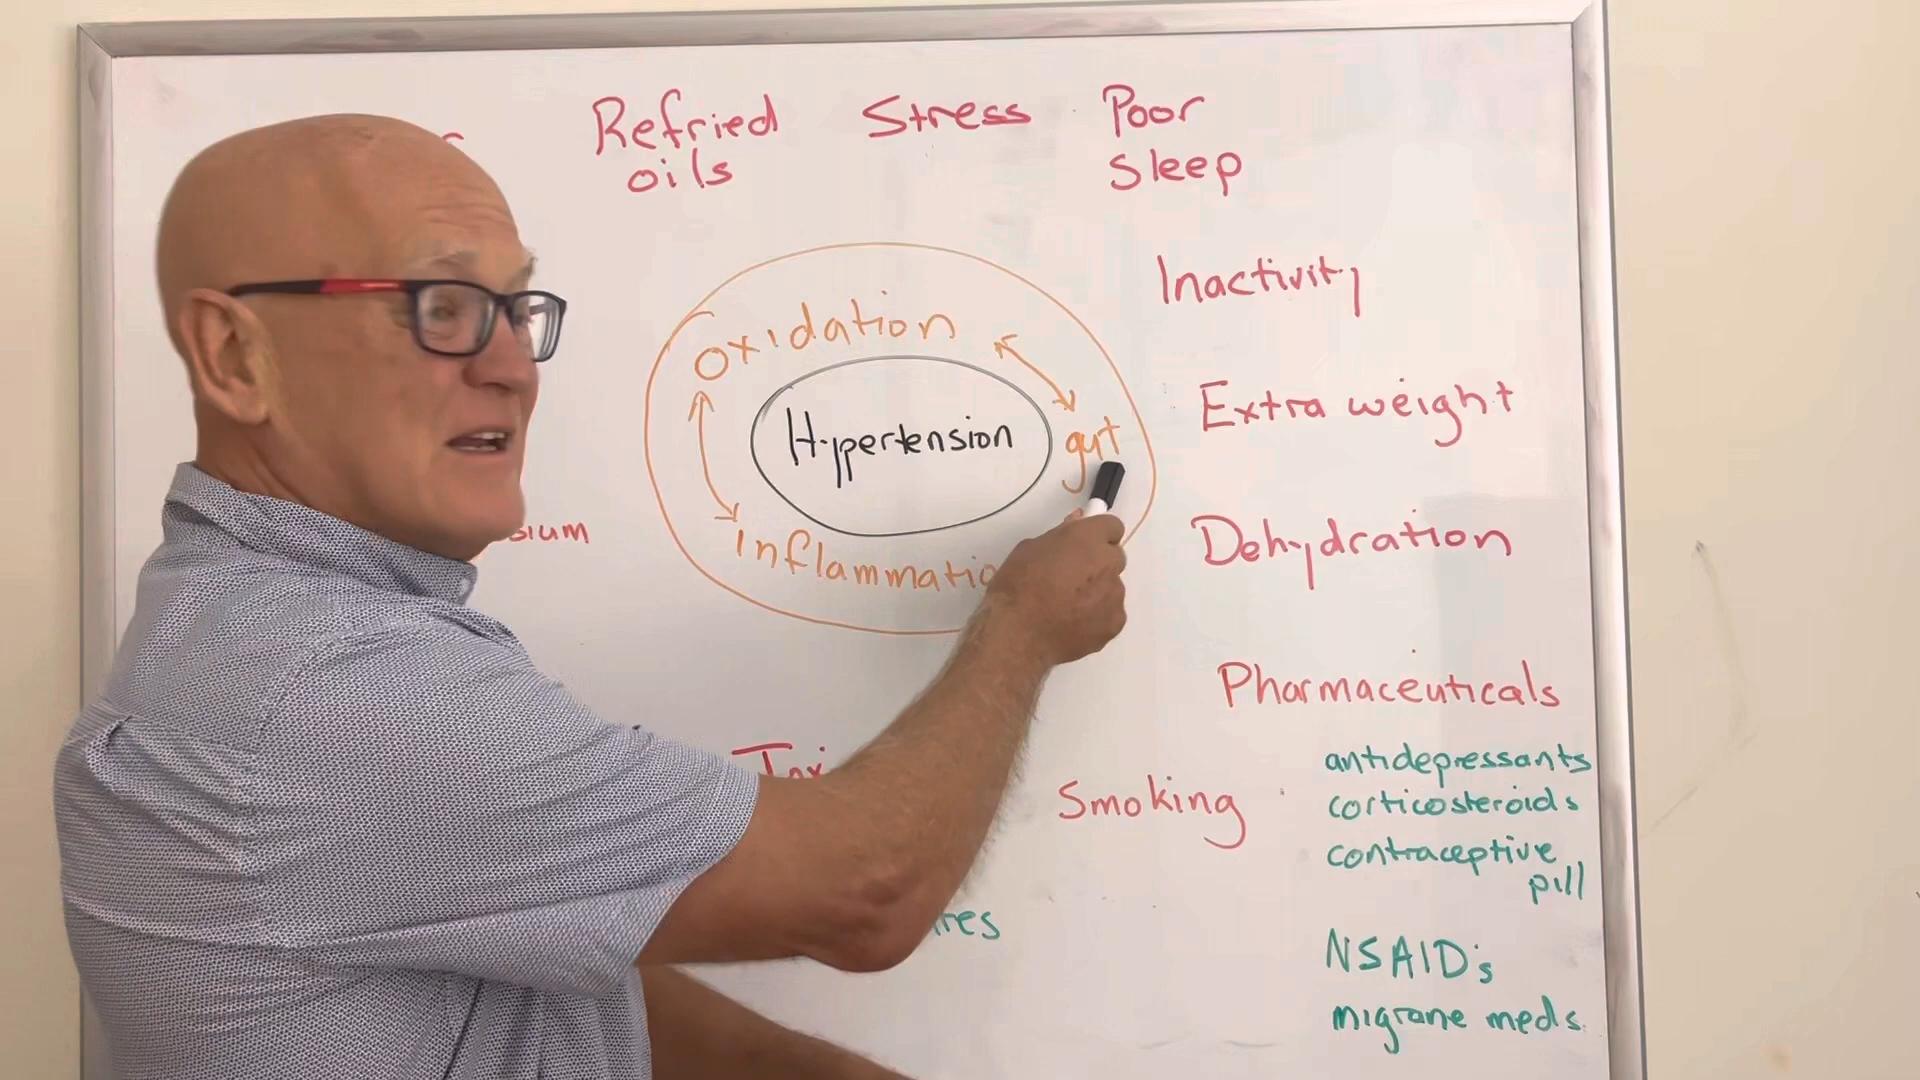 Refried
oils
Stress
Poor
sleep
Inactivity
oxidation
Extra weight
Hypertension
gut
Dehydration
Inflammatio
Pharmaceuticals
antidepressants
Smoking
corticosteroids
contraceptive
pill
NSAID's
migrane meds